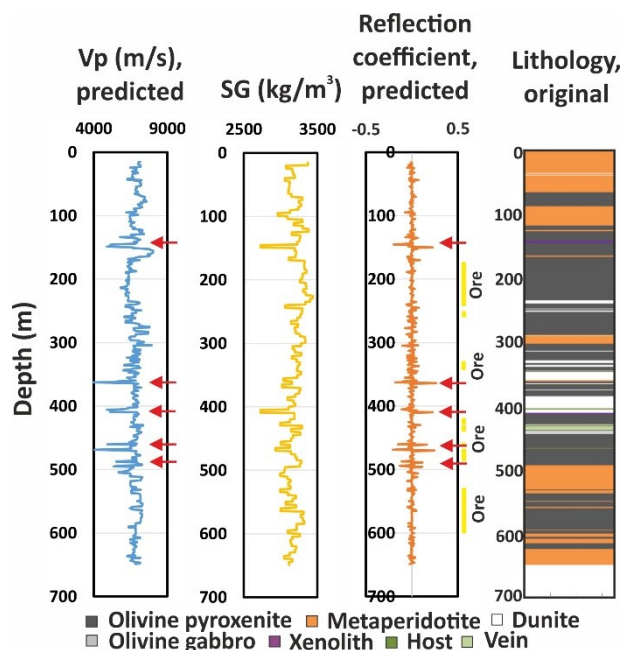 Vp (m/s),
predicted
4000 9000
SG (kg/m³)
2500 3500
Reflection
coefficient,
predicted
-0.5 0.5
Lithology,
original
Depth (m)
0
100
200
300
400
500
600
700
0
100
200
300
400
500
600
700
0
100
200
300
400
500
600
700
Ore
Ore
Ore
Ore
0
100
200
300
400
500
600
700
Olivine pyroxenite Metaperidotite Dunite
Olivine gabbro Xenolith Host Vein